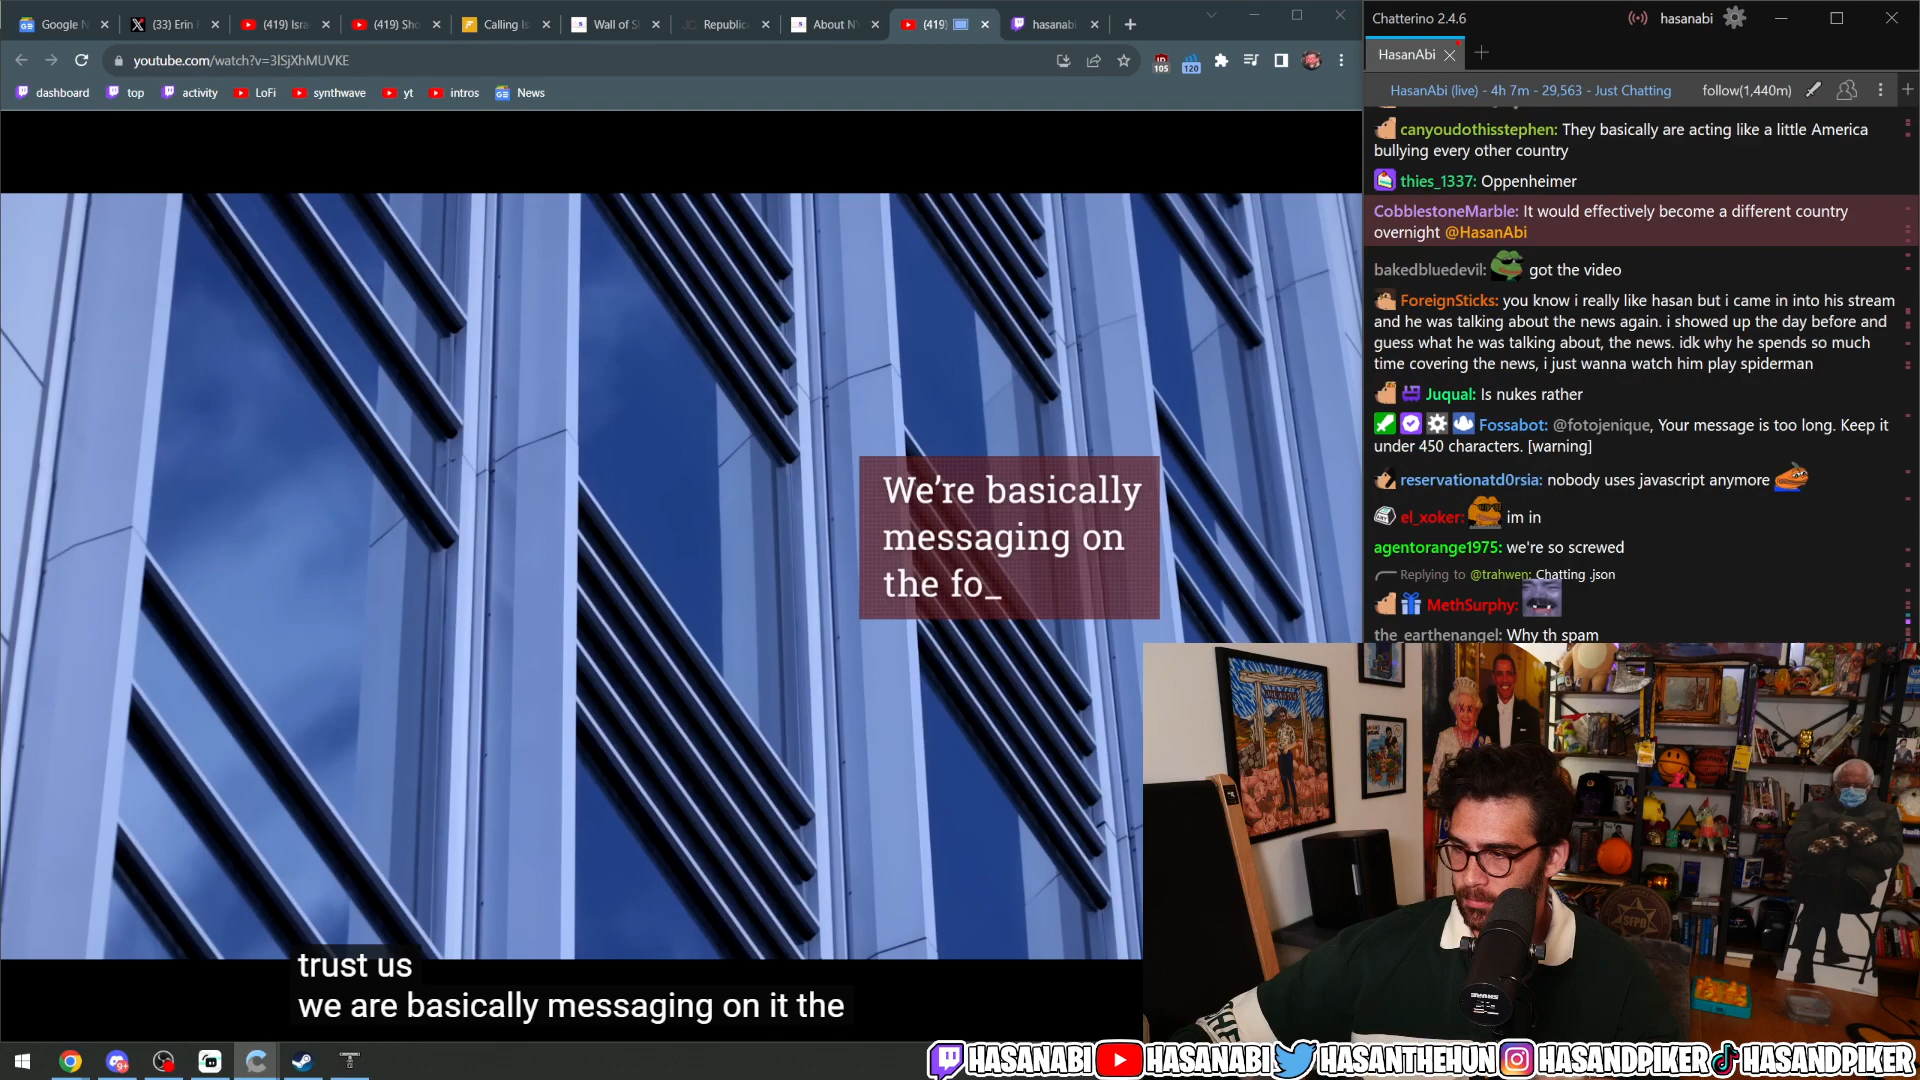 Google N
(33) Erin
(419) Isra
(419) Sho
Calling Is
Wall of S
Republic
About N
(419)
hasanabi
youtube.com/watch?v=3lSjXhMUVKE
105
120
dashboard
top
activity
LoFi
synthwave
yt
intros
News
Chatterino 2.4.6
hasanabi
HasanAbi
HasanAbi (live) - 4h 7m - 29,563 - Just Chatting
follow(1,440m)
canyoudothisstephen: They basically are acting like a little America
bullying every other country
thies_1337: Oppenheimer
CobblestoneMarble: It would effectively become a different country
overnight @HasanAbi
bakedbluedevil: got the video
ForeignSticks: you know i really like hasan but i came in into his stream
and he was talking about the news again. i showed up the day before and
guess what he was talking about, the news. idk why he spends so much
time covering the news, i just wanna watch him play spiderman
Juqual: Is nukes rather
Fossabot: @fotojenique, Your message is too long. Keep it
under 450 characters. [warning]
reservationatd0rsia: nobody uses javascript anymore
el_xoker: im in
agentorange1975: we're so screwed
Replying to @trahwen: Chatting .json
MethSurphy:
the_earthenangel: Why th spam
We're basically
messaging on
the fo_
trust us
we are basically messaging on it the
SFPD
HASANABI
HASANABI
HASANTHEHUN
HASANDPIKER
HASANDPIKER